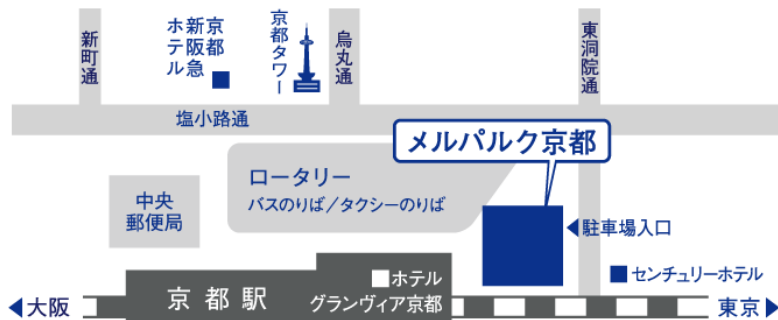 新町通
京都
新阪急
ホテル
京都タワー
烏丸通
東洞院通
塩小路通
メルパルク京都
ロータリー
バスのりば／タクシーのりば
中央
郵便局
駐車場入口
センチュリーホテル
ホテル
グランヴィア京都
京都駅
大阪
東京